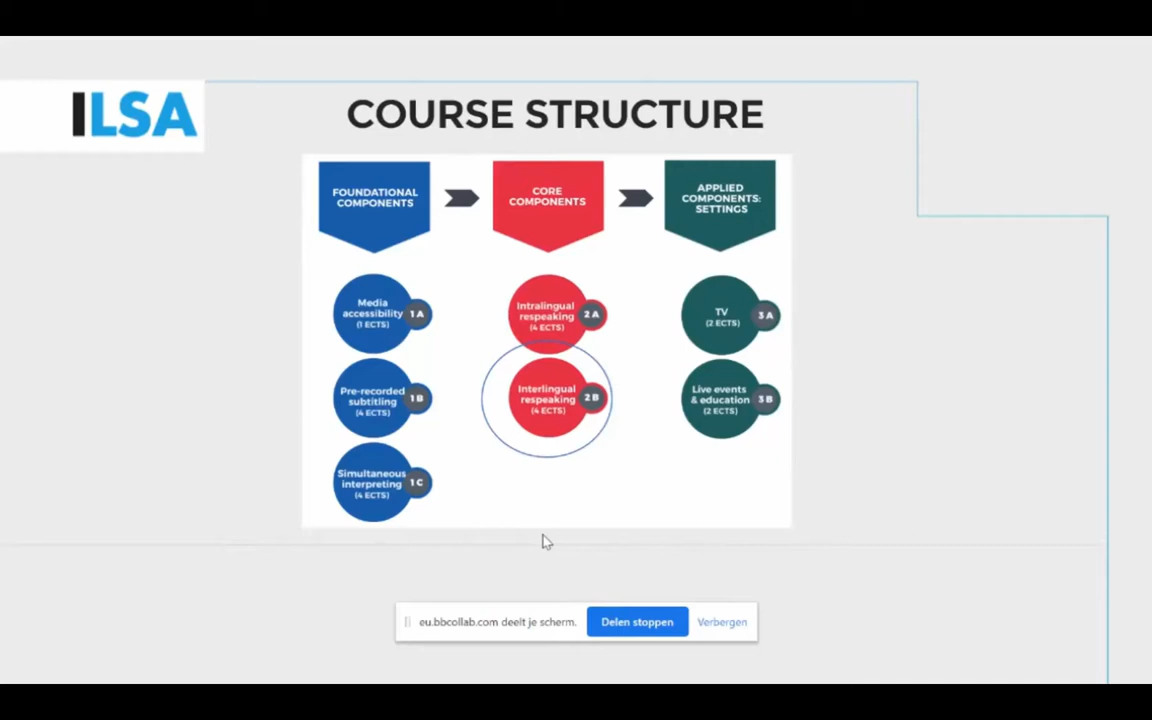 ILSA
COURSE STRUCTURE
FOUNDATIONAL
COMPONENTS
CORE
COMPONENTS
APPLIED
COMPONENTS:
SETTINGS
Media
accessibility
(1 ECTS)
1 A
Intralingual
respeaking
(4 ECTS)
2 A
TV
(2 ECTS)
3 A
Pre-recorded
subtitling
(4 ECTS)
1 B
Interlingual
respeaking
(4 ECTS)
2 B
Live events
& education
(2 ECTS)
3 B
Simultaneous
interpreting
(4 ECTS)
1 C
eu.bbcollab.com deelt je scherm.
Delen stoppen
Verbergen